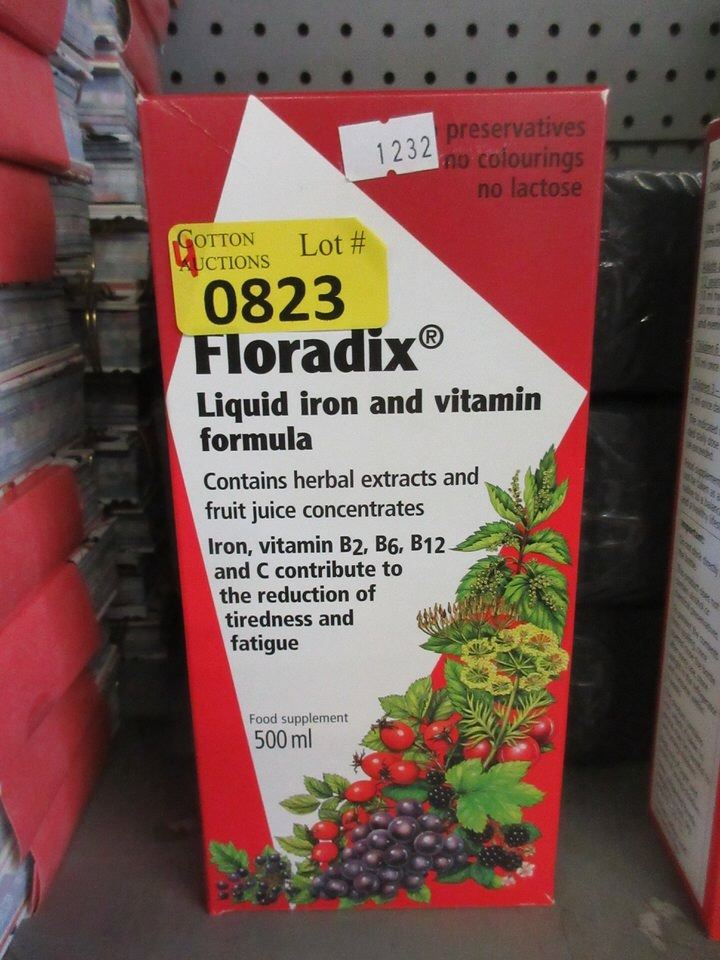 preservatives
no colourings
no lactose
1232
COTTON
AUCTIONS
Lot #
0823
Floradix®
Liquid iron and vitamin
formula
Contains herbal extracts and
fruit juice concentrates
Iron, vitamin B2, B6, B12
and C contribute to
the reduction of
tiredness and
fatigue
Food supplement
500 ml